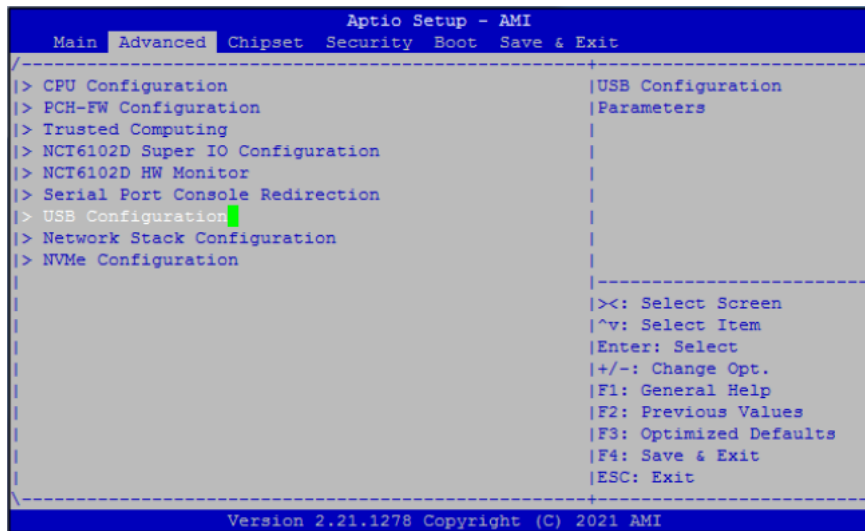 Aptio Setup - AMI
Main Advanced Chipset Security Boot Save & Exit
> CPU Configuration
> PCH-FW Configuration
> Trusted Computing
> NCT6102D Super IO Configuration
> NCT6102D HW Monitor
> Serial Port Console Redirection
> USB Configuration
> Network Stack Configuration
> NVMe Configuration
USB Configuration
Parameters
><: Select Screen
^v: Select Item
Enter: Select
+/-: Change Opt.
F1: General Help
F2: Previous Values
F3: Optimized Defaults
F4: Save & Exit
ESC: Exit
Version 2.21.1278 Copyright (C) 2021 AMI